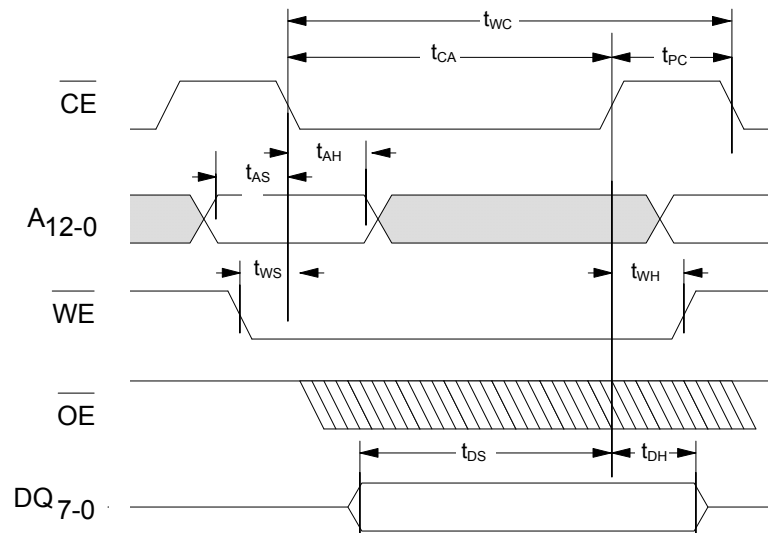 tWC
tCA
tPC
CE
tAH
tAS
A12-0
tWS
tWH
WE
OE
tDS
tDH
DQ7-0